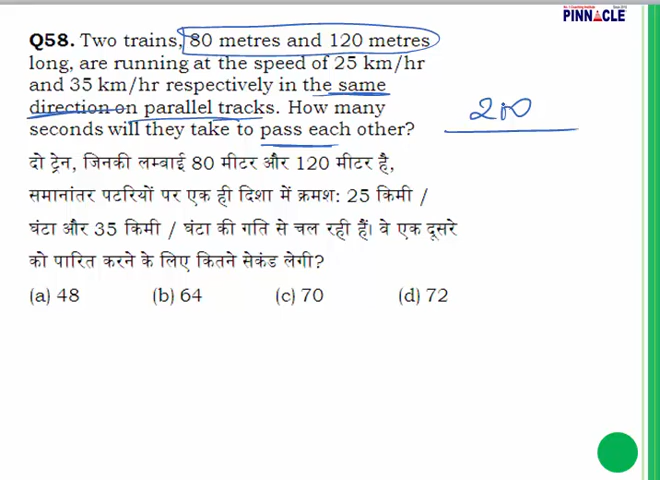 PINNACLE
Q58. Two trains, 80 metres and 120 metres
long, are running at the speed of 25 km/hr
and 35 km/hr respectively in the same
direction on parallel tracks. How many
seconds will they take to pass each other?
200
दो ट्रेन, जिनकी लम्बाई 80 मीटर और 120 मीटर है,
समानांतर पटरियों पर एक ही दिशा में क्रमश: 25 किमी /
घंटा और 35 किमी / घंटा की गति से चल रही हैं। वे एक दूसरे
को पारित करने के लिए कितने सेकंड लेगी?
(a) 48 (b) 64 (c) 70 (d) 72